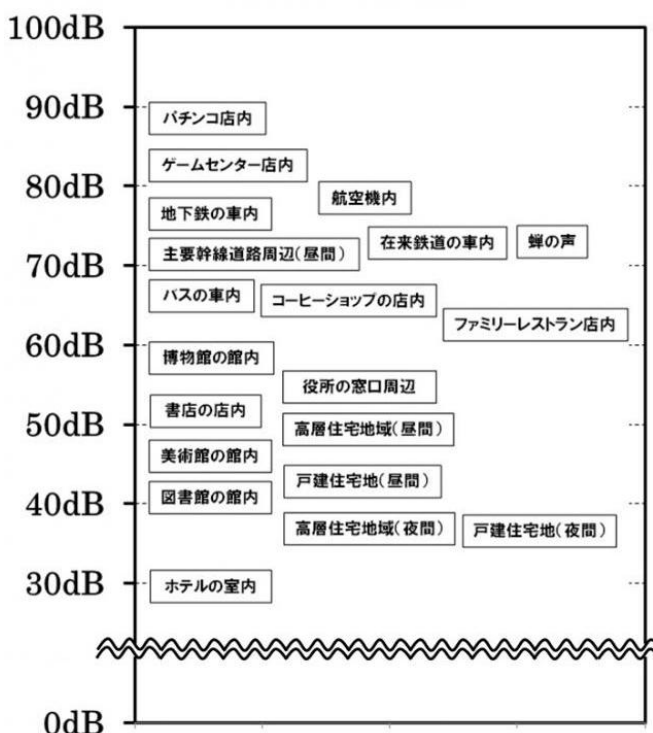 100dB
90dB
パチンコ店内
ゲームセンター店内
80dB
航空機内
地下鉄の車内
在来鉄道の車内
蝉の声
主要幹線道路周辺(昼間)
70dB
バスの車内
コーヒーショップの店内
ファミリーレストラン店内
60dB
博物館の館内
役所の窓口周辺
書店の店内
50dB
高層住宅地域(昼間)
美術館の館内
戸建住宅地(昼間)
図書館の館内
40dB
高層住宅地域(夜間)
戸建住宅地(夜間)
30dB
ホテルの室内
0dB